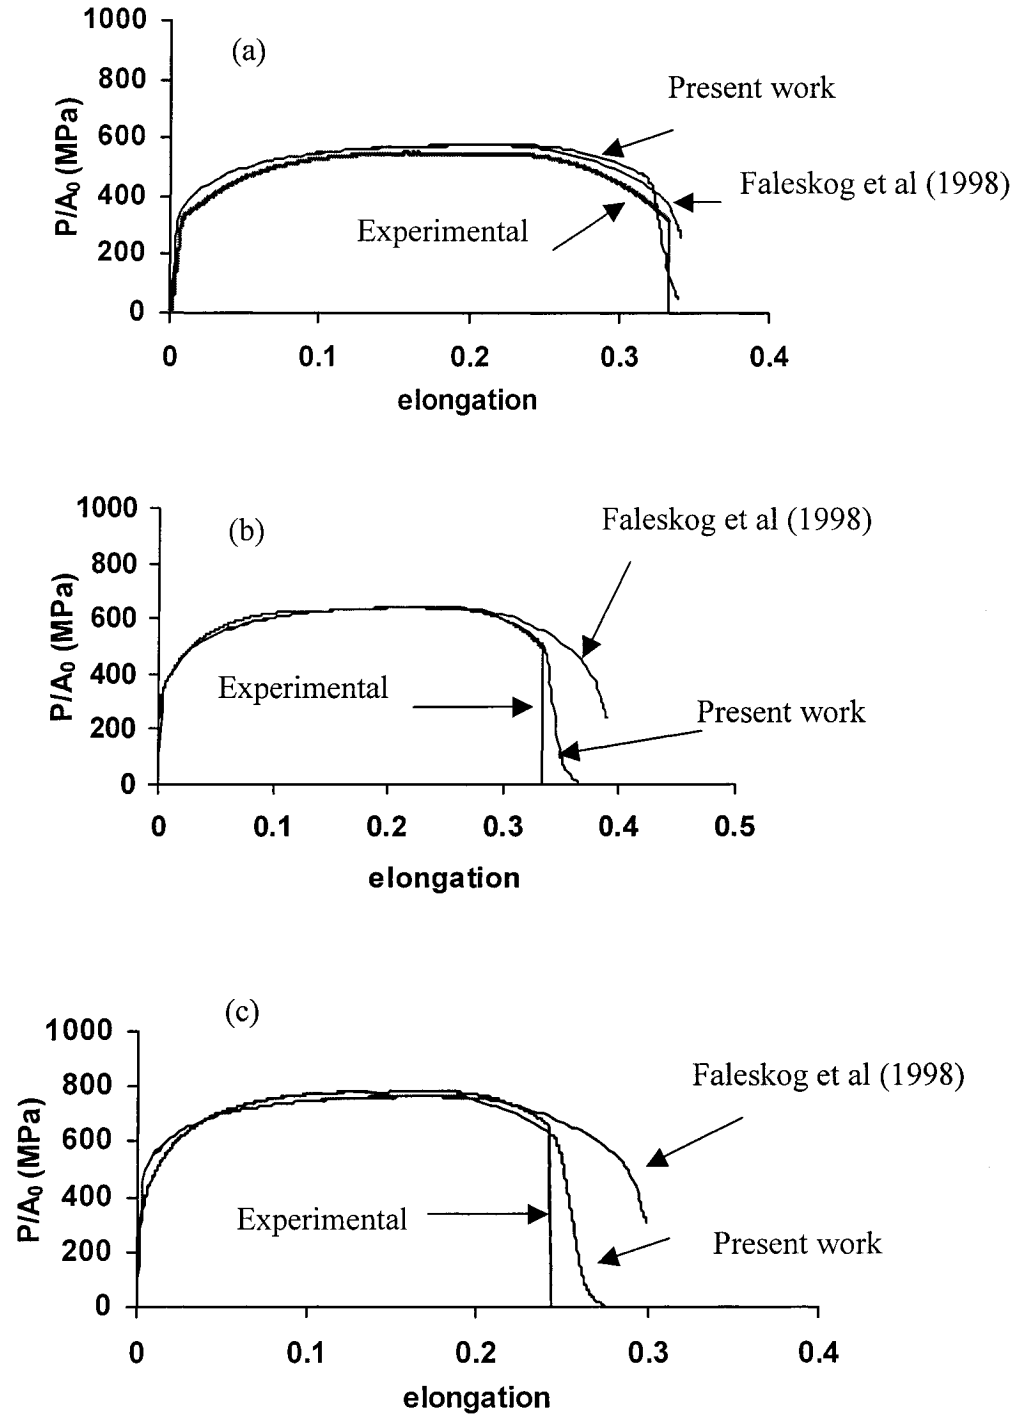 (a)
1000
800
600
400
200
0
P/A₀ (MPa)
Present work
Faleskog et al (1998)
Experimental
0 0.1 0.2 0.3 0.4
elongation
(b)
1000
800
600
400
200
0
P/A₀ (MPa)
Faleskog et al (1998)
Experimental
Present work
0 0.1 0.2 0.3 0.4 0.5
elongation
(c)
1000
800
600
400
200
0
P/A₀ (MPa)
Faleskog et al (1998)
Experimental
Present work
0 0.1 0.2 0.3 0.4
elongation